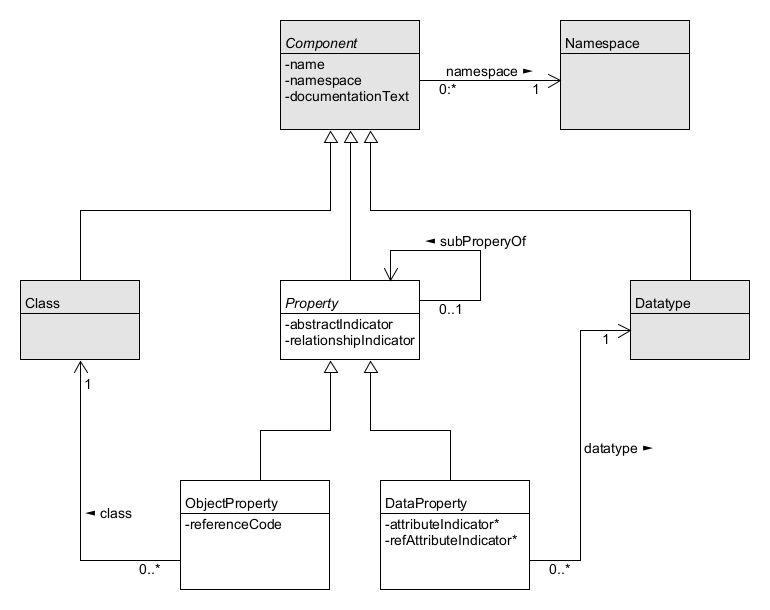 Component
-name
-namespace
-documentationText
namespace ►
0:*
1
Namespace
◄ subProperyOf
Class
Property
-abstractIndicator
-relationshipIndicator
0..1
Datatype
1
1
datatype ►
ObjectProperty
-referenceCode
DataProperty
-attributeIndicator*
-refAttributeIndicator*
◄ class
0..*
0..*